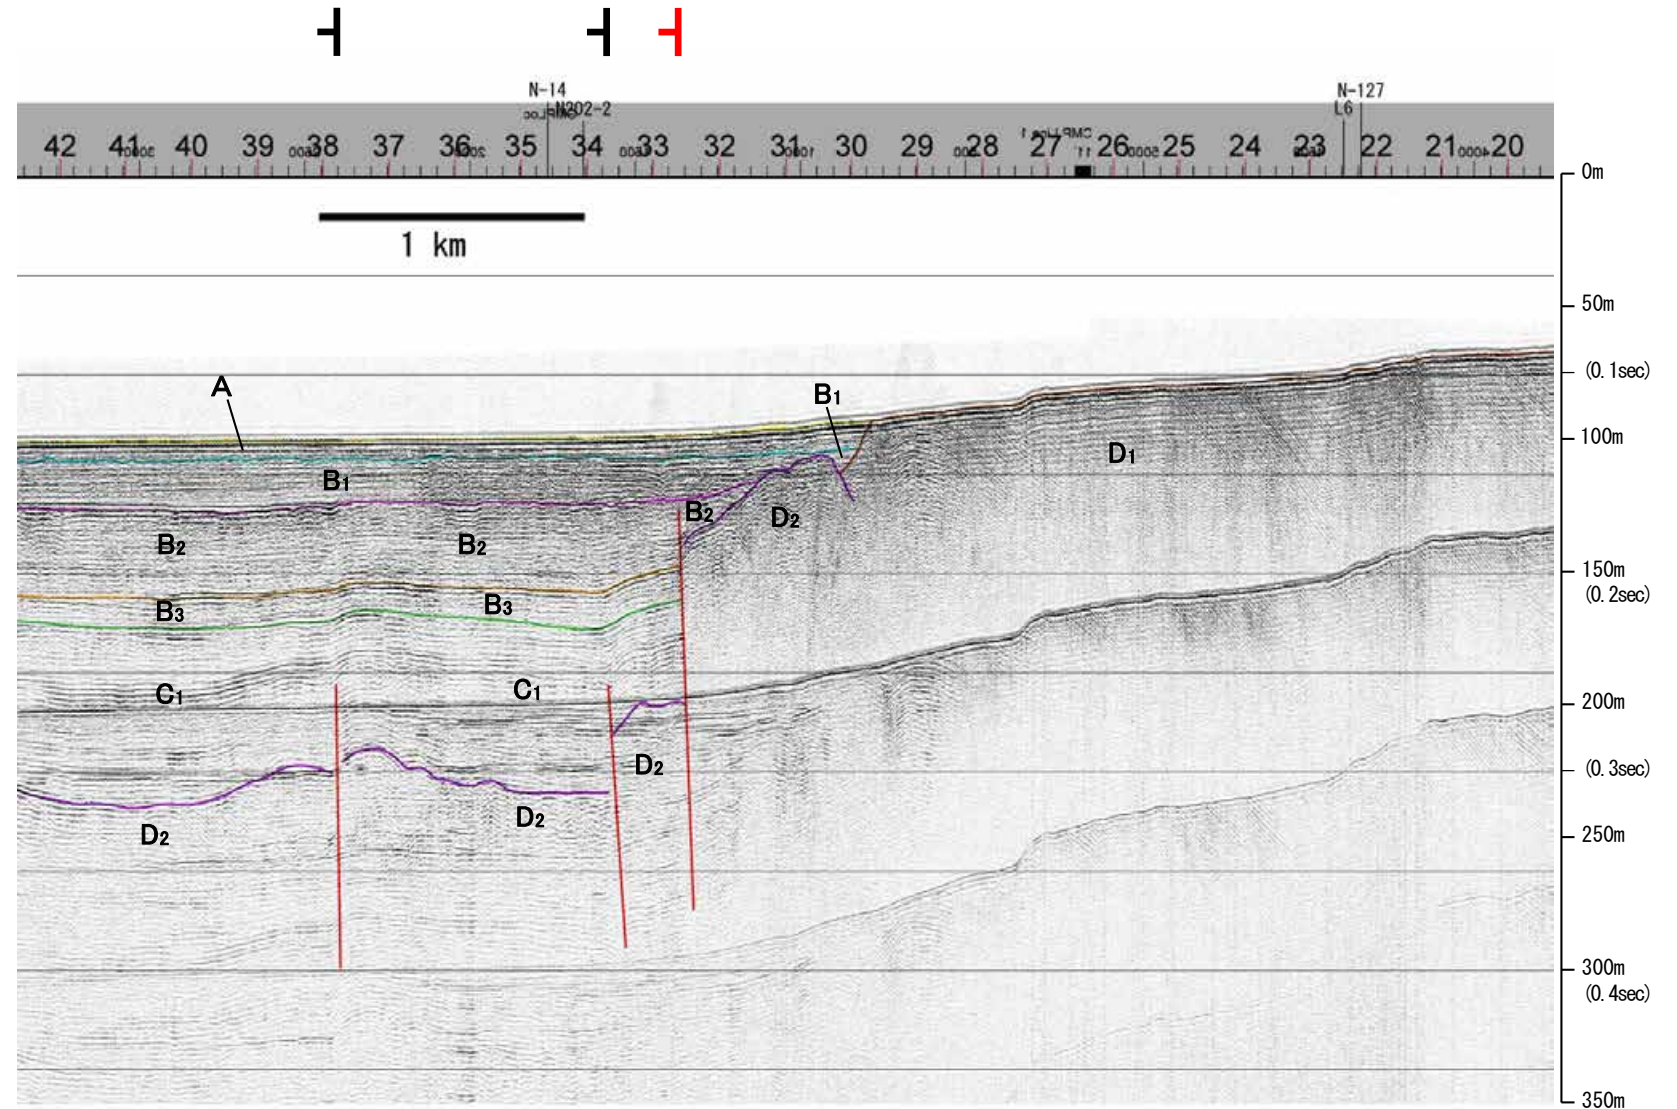 N-14
N-127
N202-2
L6
42 41 40 39 38 37 36 35 34 33 32 31 30 29 28 27 26 25 24 23 22 21 20
0m
1 km
50m
(0.1sec)
A
B1
100m
D1
B1
B2
D2
B2
B2
150m
(0.2sec)
B3
B3
C1
C1
200m
D2
(0.3sec)
D2
D2
250m
300m
(0.4sec)
350m